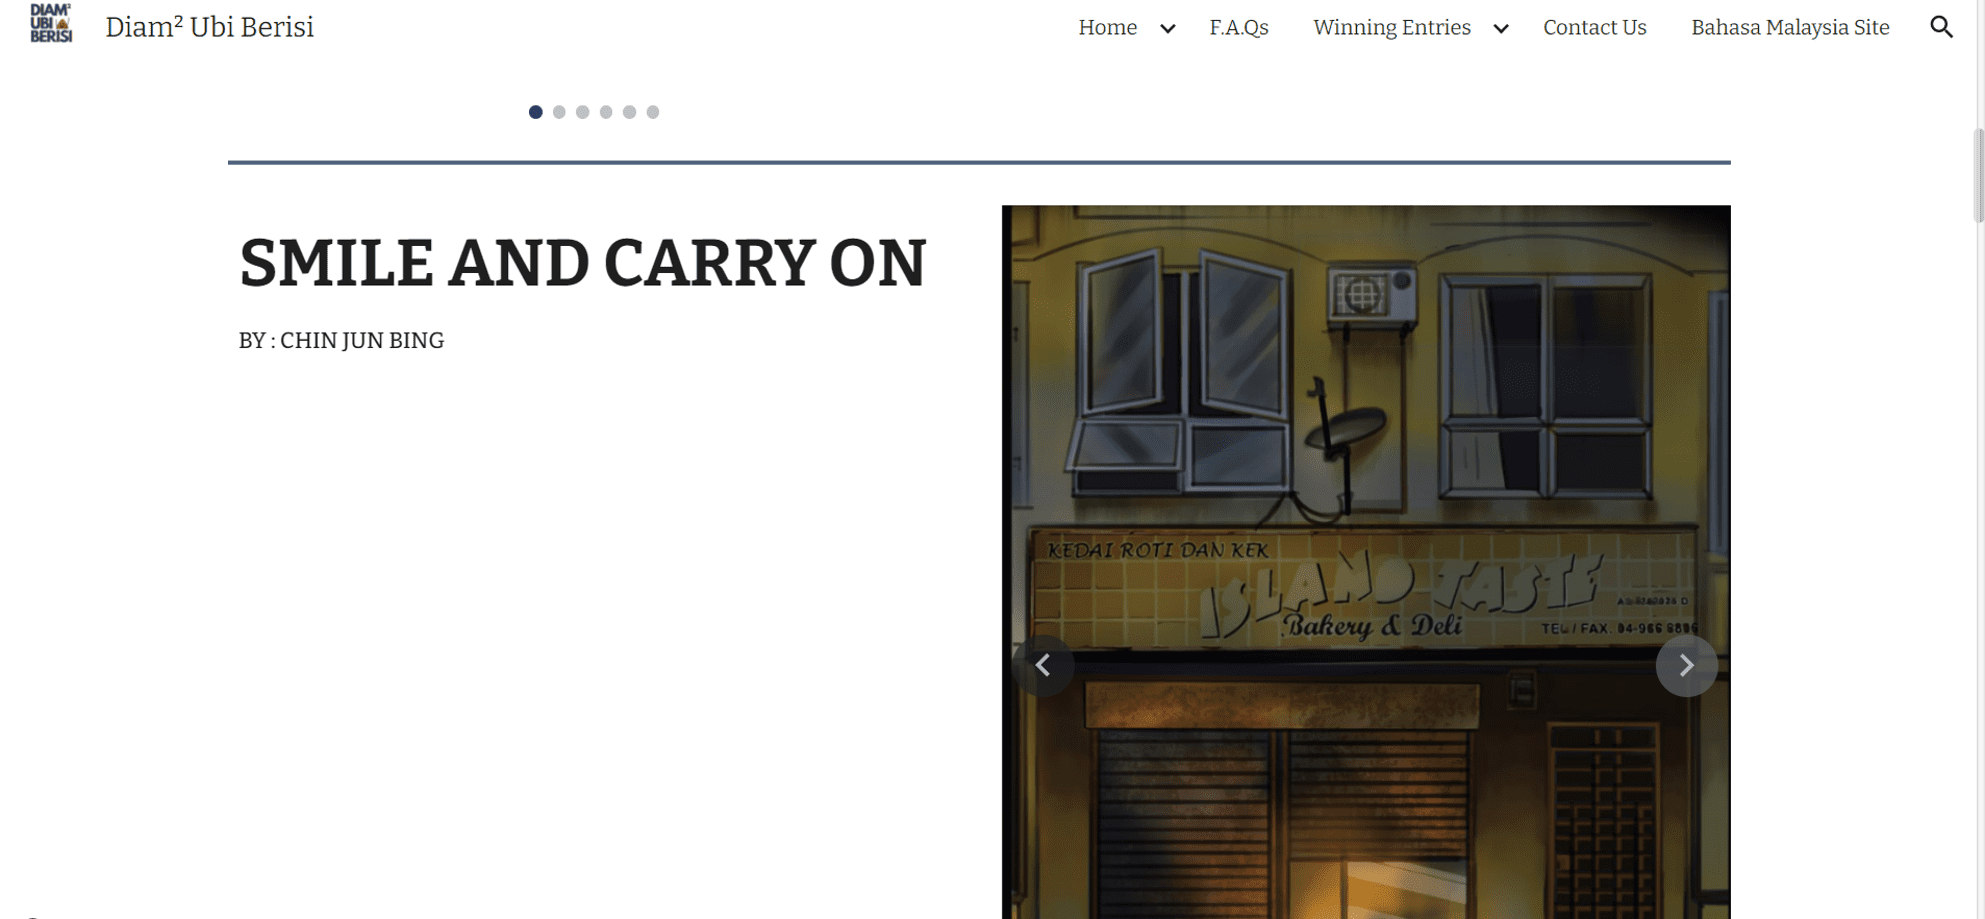 DIAM²
UBI
BERISI
Diam² Ubi Berisi
Home
F.A.Qs
Winning Entries
Contact Us
Bahasa Malaysia Site
SMILE AND CARRY ON
BY : CHIN JUN BING
KEDAI ROTI DAN KEK
ISLAND TASTE
Bakery & Deli
TEL / FAX. 04-966 8896